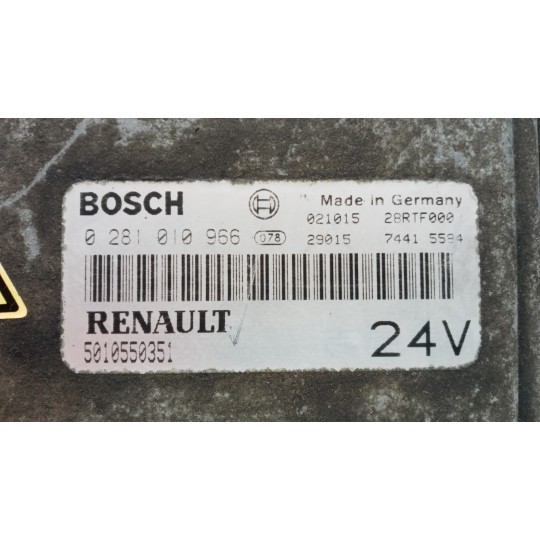 BOSCH Made in Germany
021015 28RTF000
0 281 010 966 078 29015 7441 5594
RENAULT
5010550351 24V